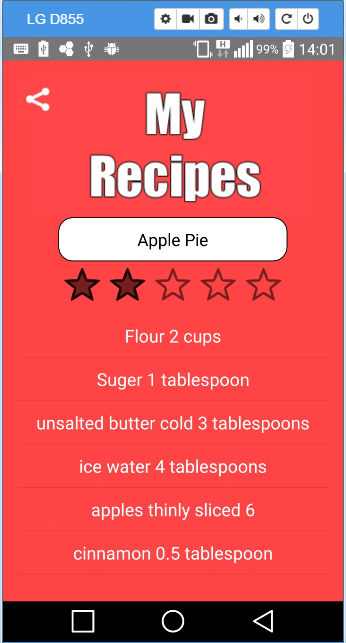 LG D855
H
99%
14:01
My
Recipes
Apple Pie
Flour 2 cups
Suger 1 tablespoon
unsalted butter cold 3 tablespoons
ice water 4 tablespoons
apples thinly sliced 6
cinnamon 0.5 tablespoon